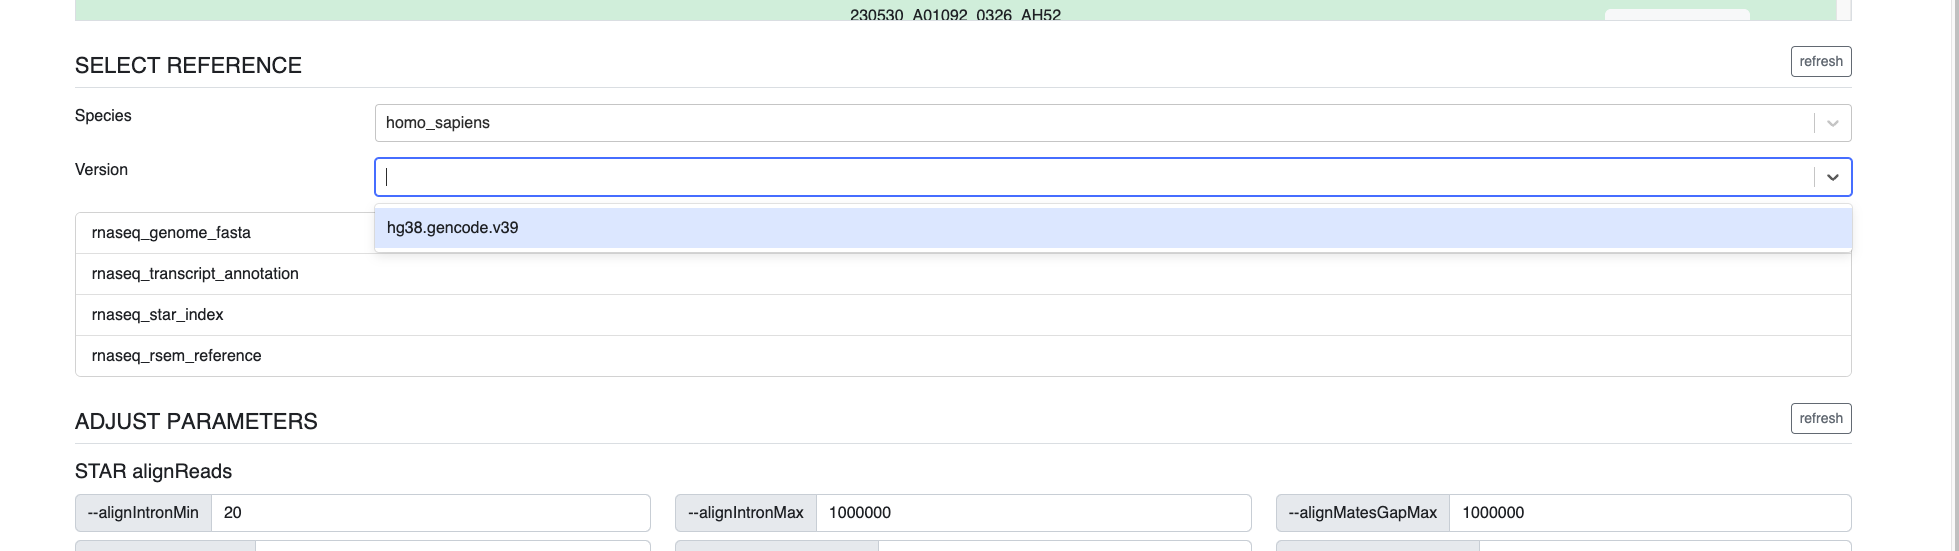 230530_A01092_0326_AH52
SELECT REFERENCE
refresh
Species
homo_sapiens
Version
hg38.gencode.v39
rnaseq_genome_fasta
rnaseq_transcript_annotation
rnaseq_star_index
rnaseq_rsem_reference
ADJUST PARAMETERS
refresh
STAR alignReads
--alignIntronMin 20
--alignIntronMax 1000000
--alignMatesGapMax 1000000